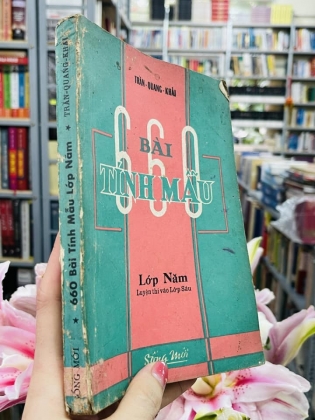 TRẦN-QUANG-KHẢI
660
BÀI
TÍNH MẪU
Lớp Năm
Luyện thi vào Lớp Sáu
Sống Mới
TRẦN-QUANG-KHẢI ★ 660 Bài Tính Mẫu Lớp Năm ★ SỐNG MỚI